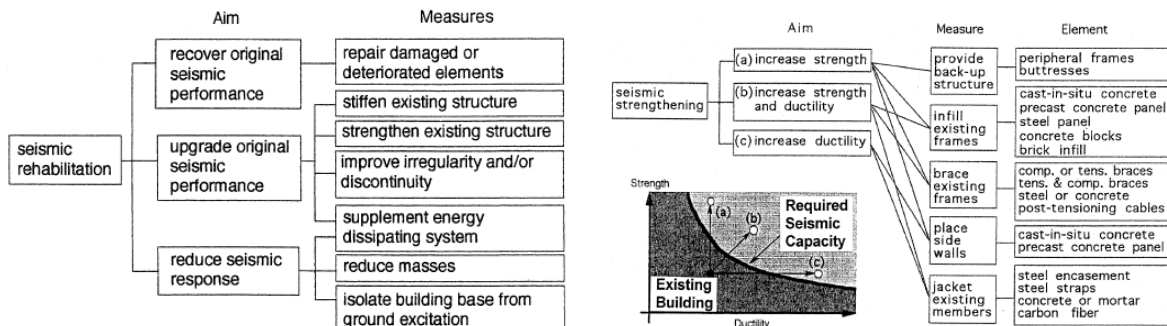 Aim
Measures
seismic
rehabilitation
recover original
seismic
performance
upgrade original
seismic
performance
reduce seismic
response
repair damaged or
deteriorated elements
stiffen existing structure
strengthen existing structure
improve irregularity and/or
discontinuity
supplement energy
dissipating system
reduce masses
isolate building base from
ground excitation
Aim
Measure
Element
seismic
strengthening
(a) increase strength
(b) increase strength
and ductility
(c) increase ductility
provide
back-up
structure
infill
existing
frames
brace
existing
frames
place
side
walls
jacket
existing
members
peripheral frames
buttresses
cast-in-situ concrete
precast concrete panel
steel panel
concrete blocks
brick infill
comp. or tens. braces
tens. & comp. braces
steel or concrete
post-tensioning cables
cast-in-situ concrete
precast concrete panel
steel encasement
steel straps
concrete or mortar
carbon fiber
Strength
(a)
(b)
(c)
Required
Seismic
Capacity
Existing
Building
Ductility